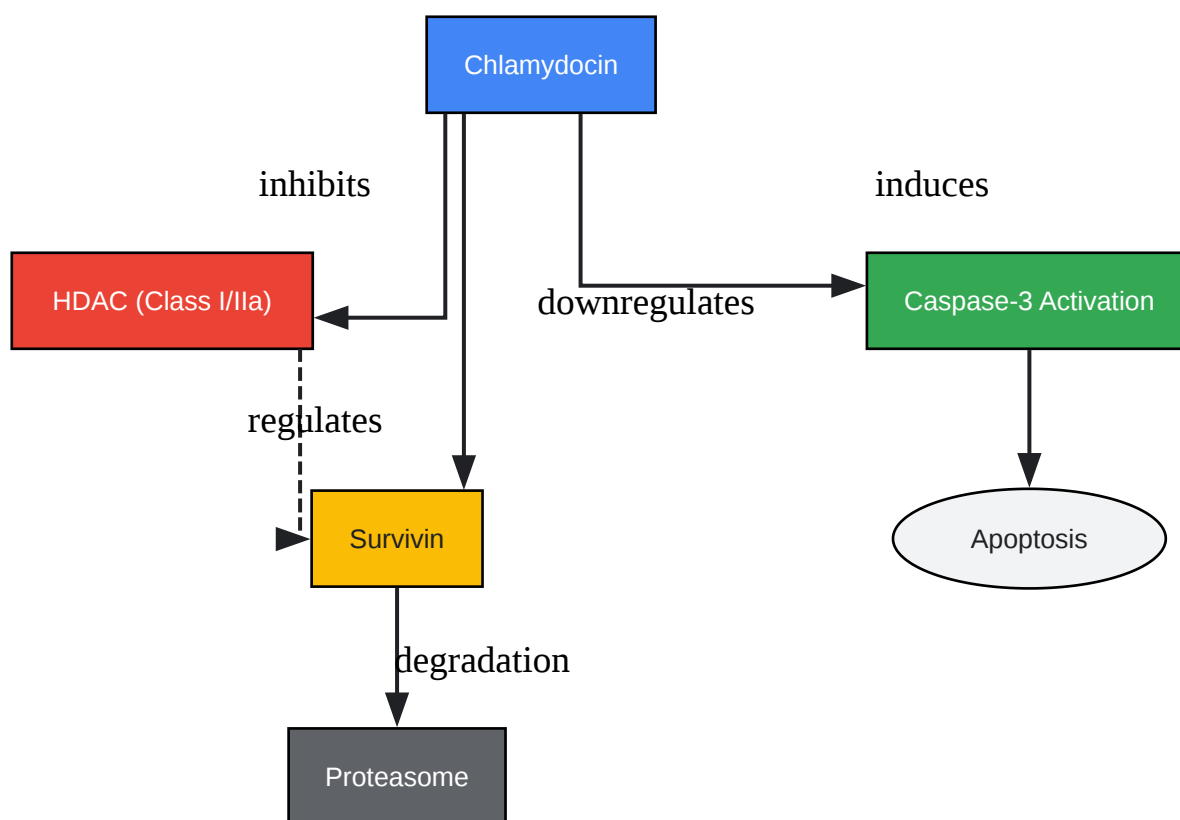 Chlamydocin
inhibits
induces
HDAC (Class I/IIa)
downregulates
Caspase-3 Activation
regulates
Survivin
Apoptosis
degradation
Proteasome